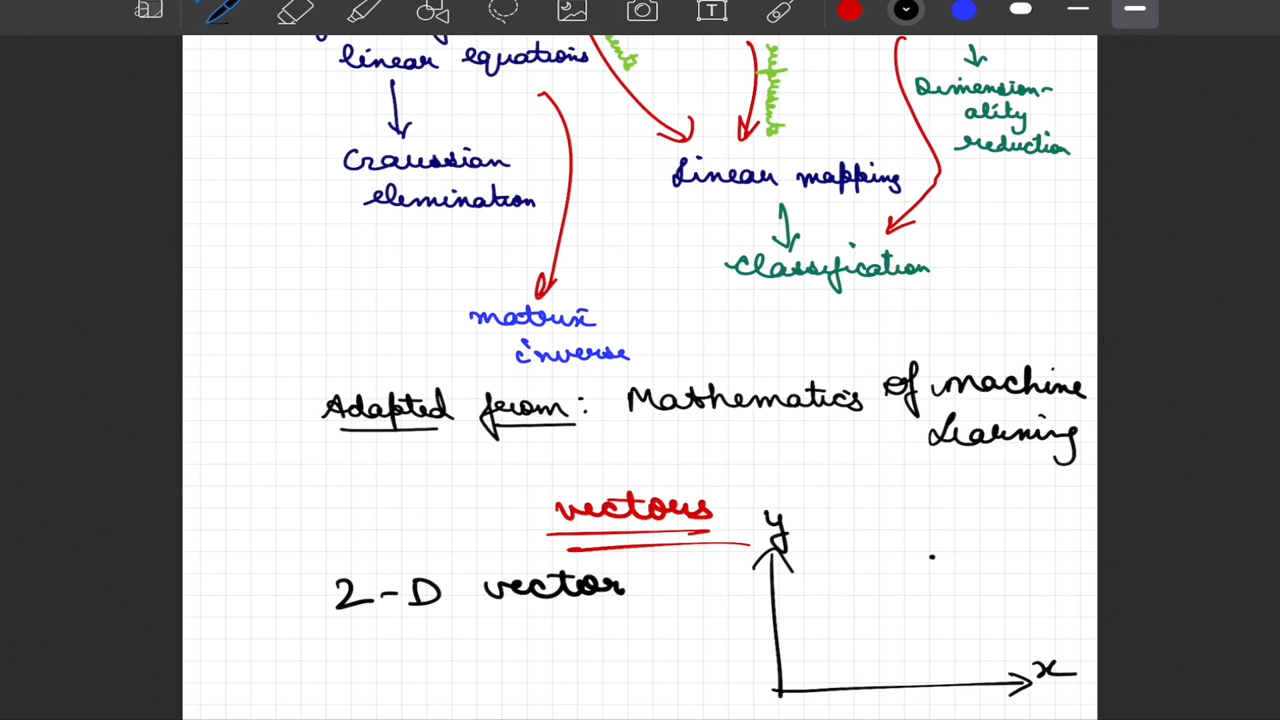 linear equations
Dimension-
ality
reduction
Graussian
elemination
Linear mapping
Classification
matrix
inverse
Adapted from: Mathematics of machine
Learning
vectors
y
2-D vector
x